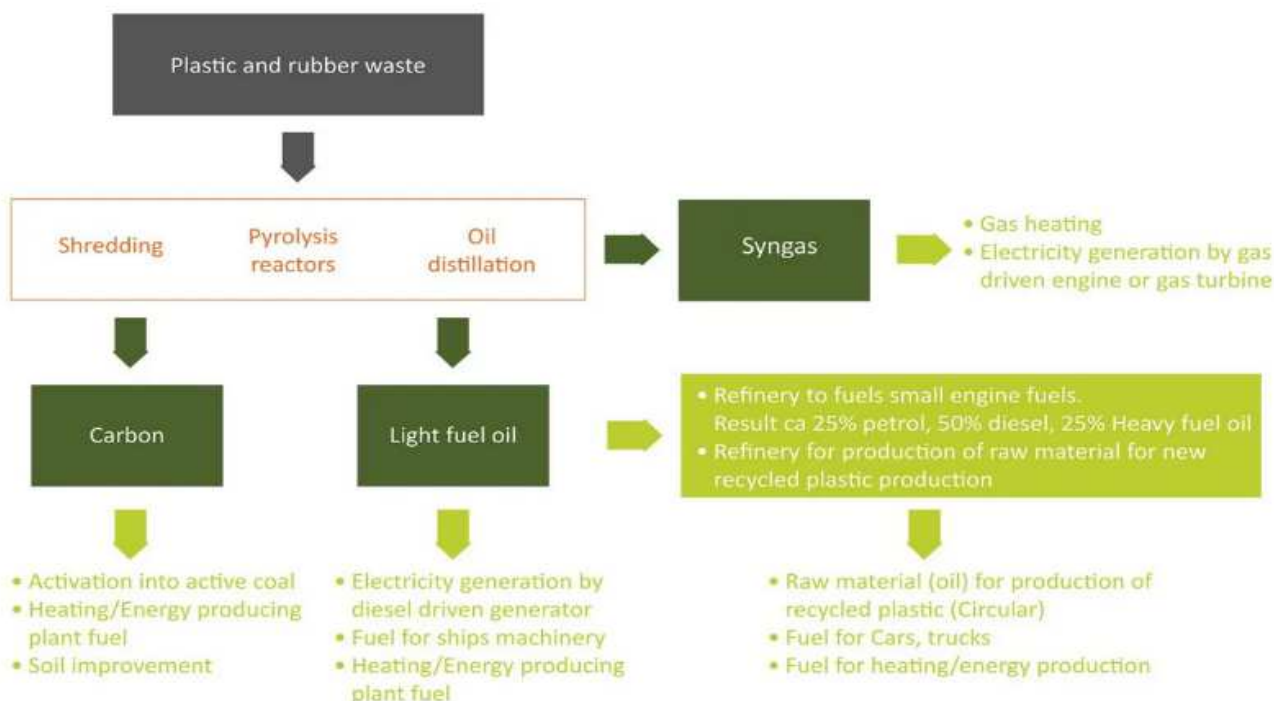 Plastic and rubber waste
Shredding
Pyrolysis
reactors
Oil
distillation
Syngas
• Gas heating
• Electricity generation by gas
driven engine or gas turbine
Carbon
Light fuel oil
• Refinery to fuels small engine fuels.
Result ca 25% petrol, 50% diesel, 25% Heavy fuel oil
• Refinery for production of raw material for new
recycled plastic production
• Activation into active coal
• Heating/Energy producing
plant fuel
• Soil improvement
• Electricity generation by
diesel driven generator
• Fuel for ships machinery
• Heating/Energy producing
plant fuel
• Raw material (oil) for production of
recycled plastic (Circular)
• Fuel for Cars, trucks
• Fuel for heating/energy production